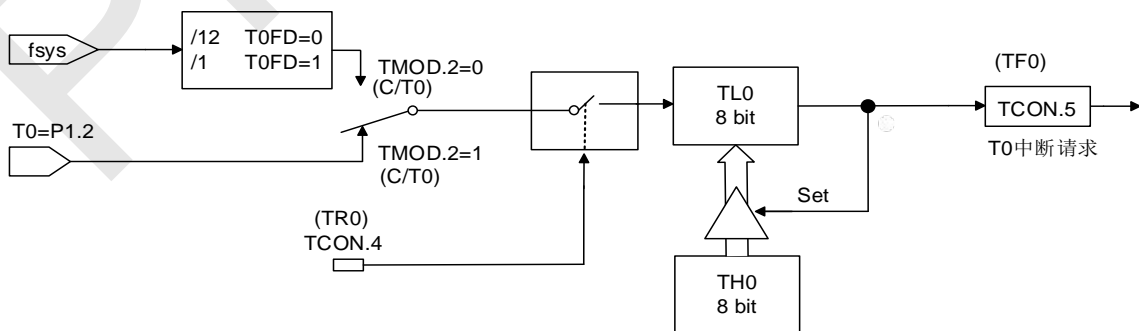 fsys
/12 T0FD=0
/1 T0FD=1
TMOD.2=0
(C/T0)
T0=P1.2
TMOD.2=1
(C/T0)
(TR0)
TCON.4
TL0
8 bit
Set
TH0
8 bit
(TF0)
TCON.5
T0中断请求